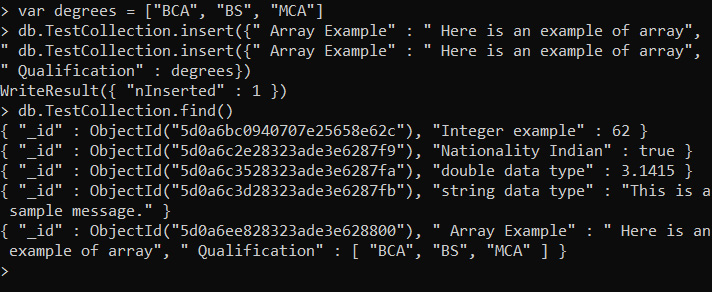 > var degrees = ["BCA", "BS", "MCA"]
> db.TestCollection.insert({" Array Example" : " Here is an example of array",
" db.TestCollection.insert({" Array Example" : " Here is an example of array",
" Qualification" : degrees})
WriteResult({ "nInserted" : 1 })
> db.TestCollection.find()
{ "_id" : ObjectId("5d0a6bc0940707e25658e62c"), "Integer example" : 62 }
{ "_id" : ObjectId("5d0a6c2e28323ade3e6287f9"), "Nationality Indian" : true }
{ "_id" : ObjectId("5d0a6c3528323ade3e6287fa"), "double data type" : 3.1415 }
{ "_id" : ObjectId("5d0a6c3d28323ade3e6287fb"), "string data type" : "This is a
 sample message." }
{ "_id" : ObjectId("5d0a6ee828323ade3e628800"), " Array Example" : " Here is an
 example of array", " Qualification" : [ "BCA", "BS", "MCA" ] }
>